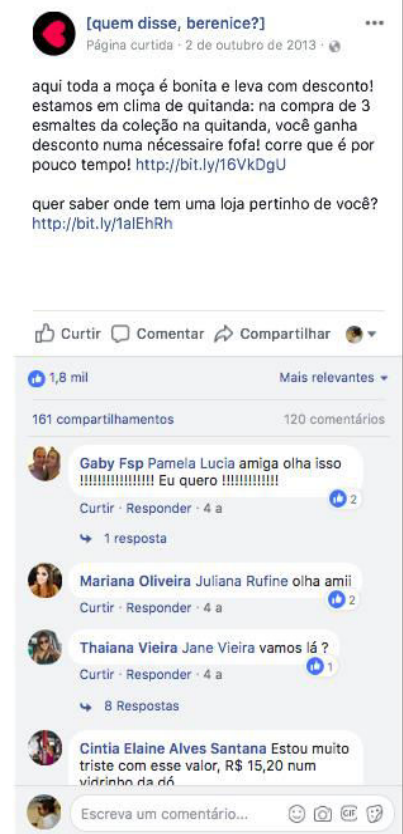 [quem disse, berenice?]
Página curtida · 2 de outubro de 2013 ·
aqui toda a moça é bonita e leva com desconto!
estamos em clima de quitanda: na compra de 3
esmaltes da coleção na quitanda, você ganha
desconto numa nécessaire fofa! corre que é por
pouco tempo! http://bit.ly/16VkDgU
quer saber onde tem uma loja pertinho de você?
http://bit.ly/1alEhRh
Curtir Comentar Compartilhar
1,8 mil Mais relevantes
161 compartilhamentos 120 comentários
Gaby Fsp Pamela Lucia amiga olha isso
!!!!!!!!!!!!!!!!! Eu quero !!!!!!!!!!!!!
2
Curtir · Responder · 4 a
1 resposta
Mariana Oliveira Juliana Rufine olha amii
Curtir · Responder · 4 a 2
Thaiana Vieira Jane Vieira vamos lá ?
Curtir · Responder · 4 a 1
8 Respostas
Cintia Elaine Alves Santana Estou muito
triste com esse valor, R$ 15,20 num
vidrinho da dó
Escreva um comentário... GIF